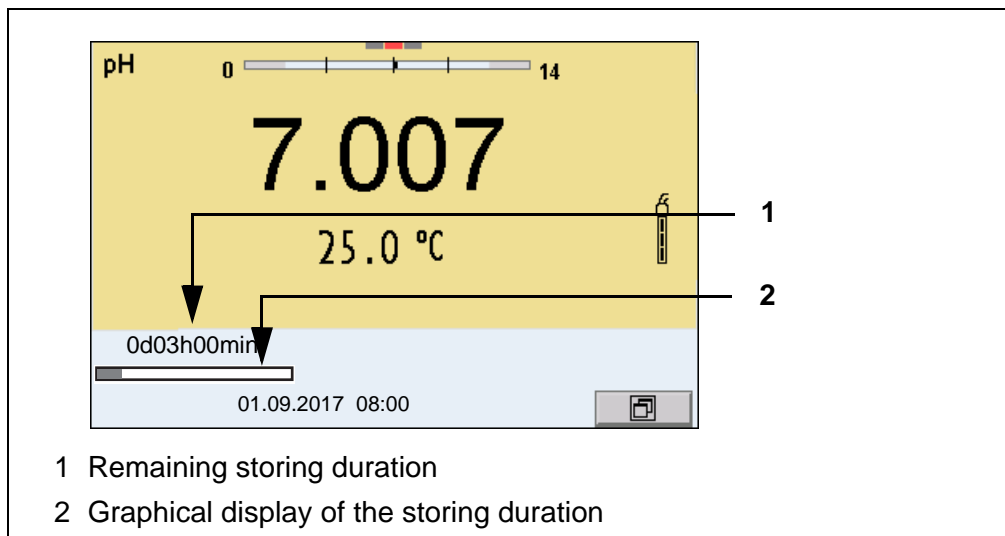 pH 0 14
7.007
1
25.0 °C
2
0d03h00min
01.09.2017 08:00
1 Remaining storing duration
2 Graphical display of the storing duration